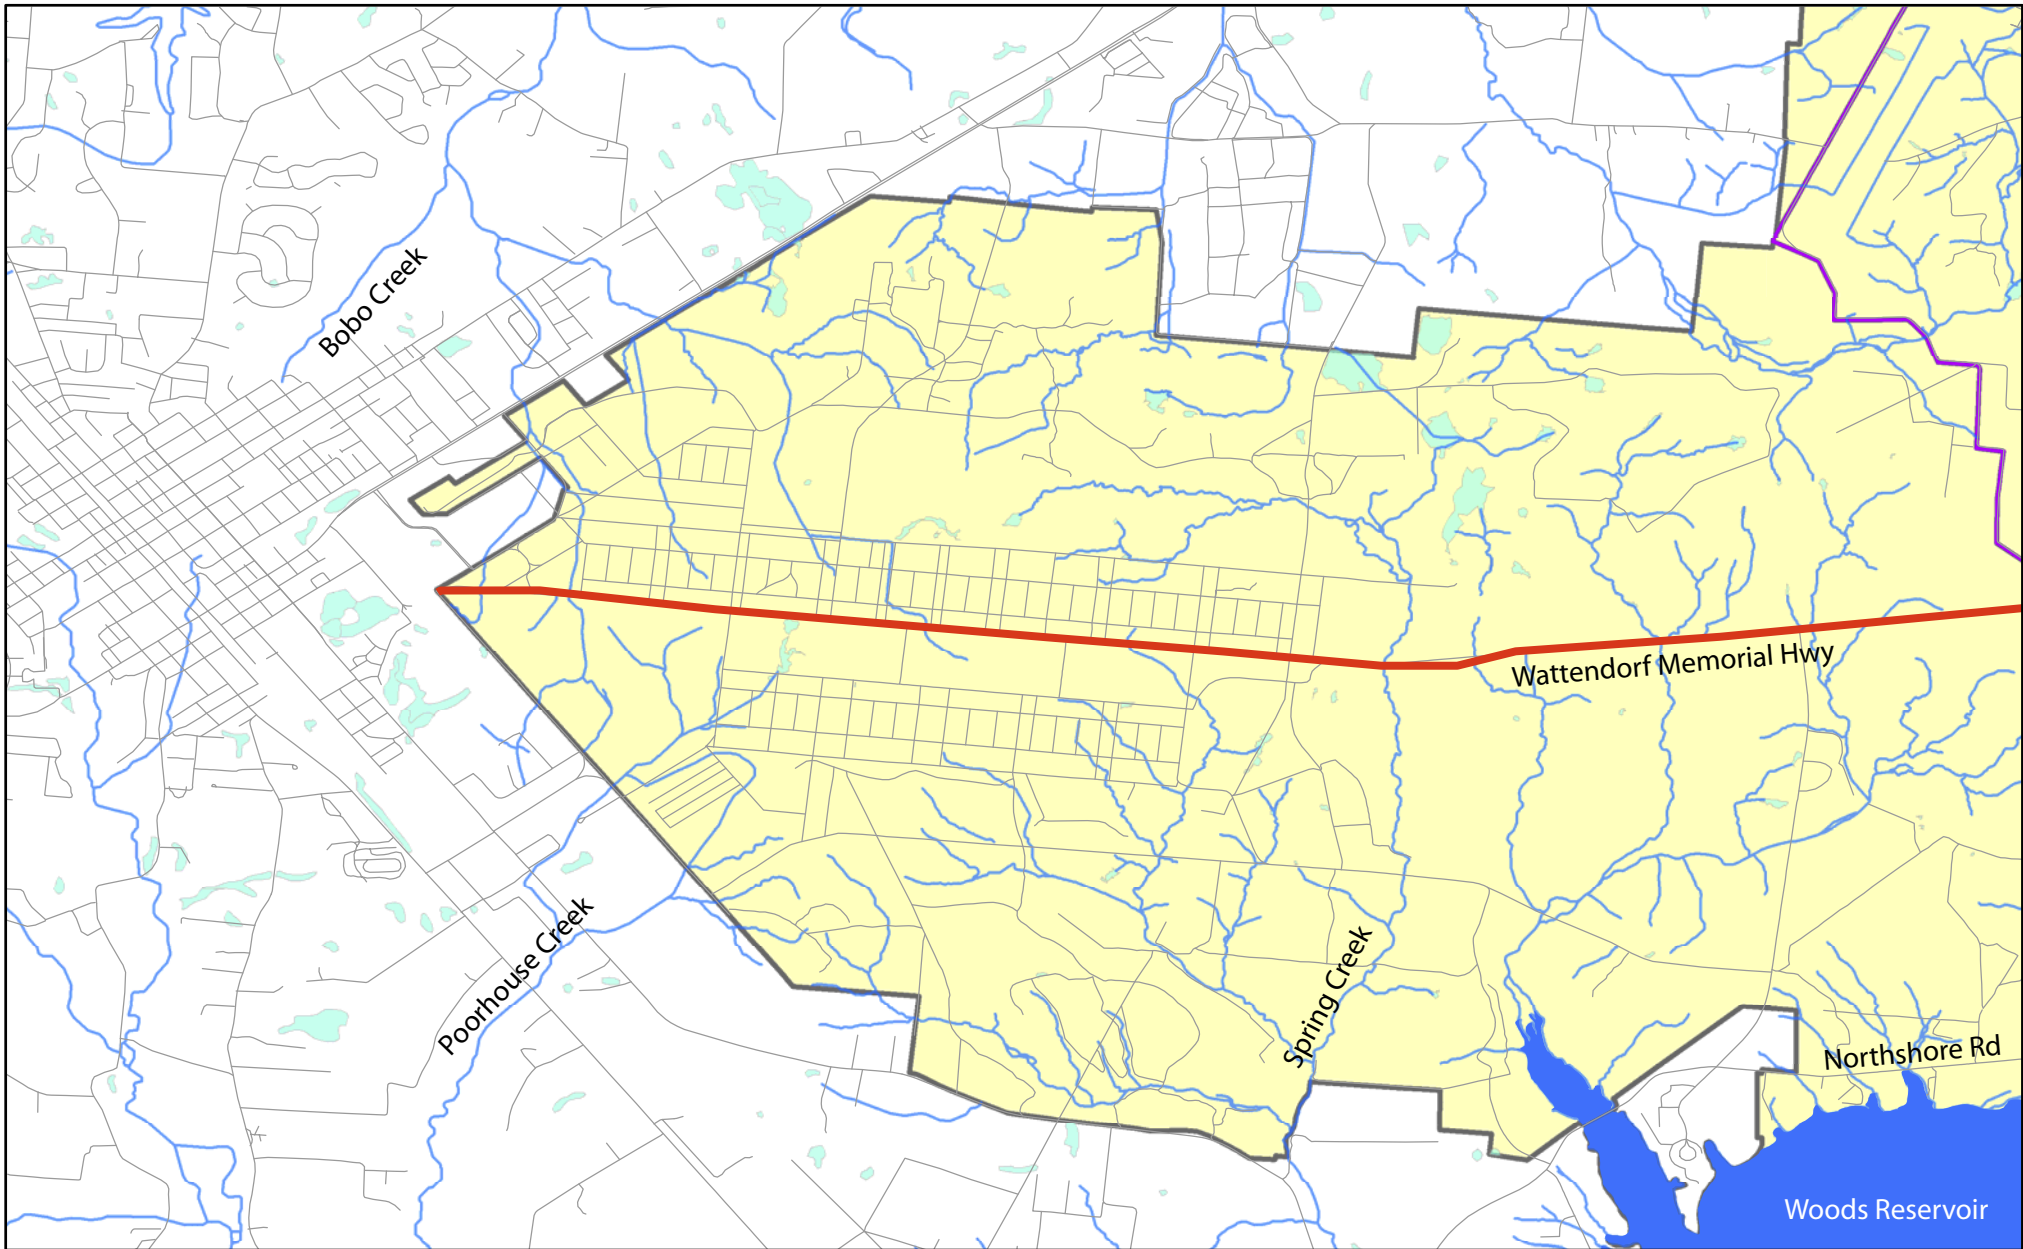 Bobo Creek
Wattendorf Memorial Hwy
Poorhouse Creek
Spring Creek
Northshore Rd
Woods Reservoir